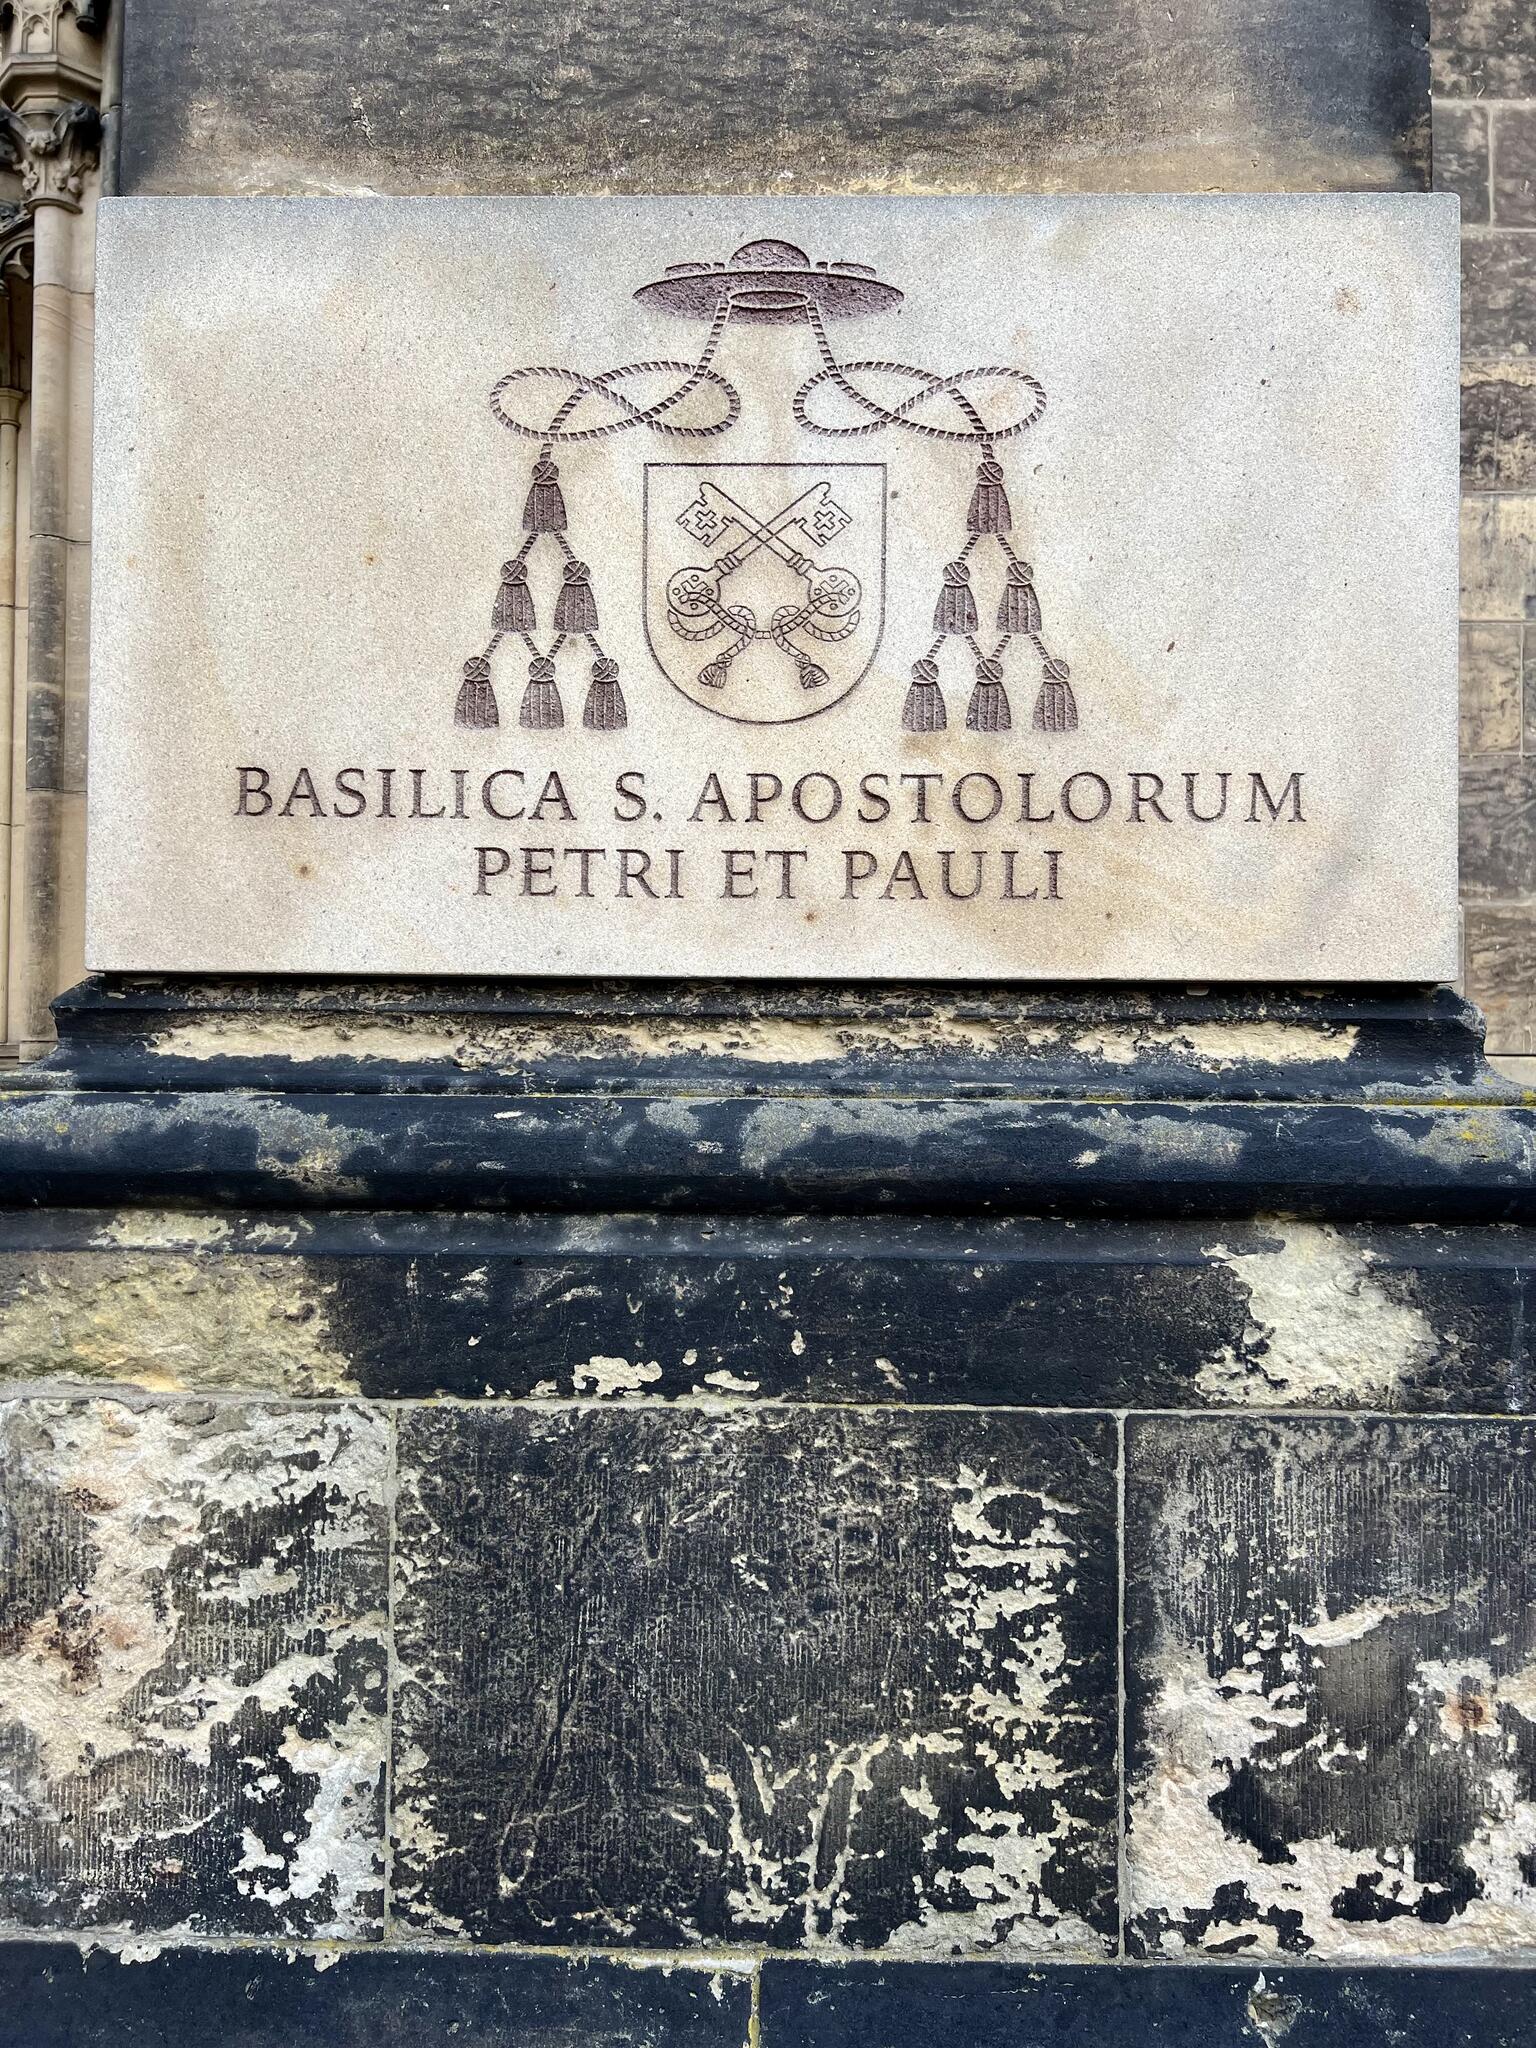 BASILICA S. APOSTOLORUM
PETRI ET PAULI